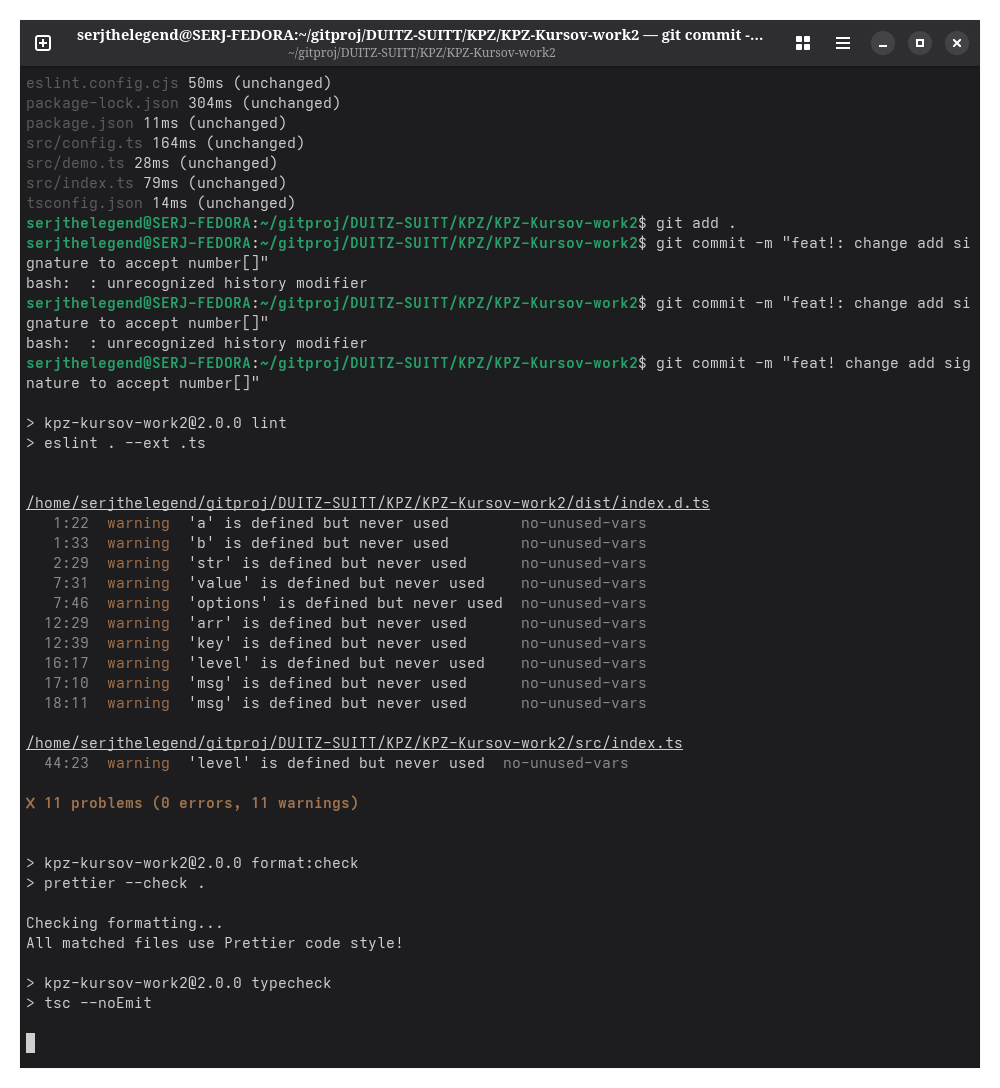 serjthelegend@SERJ-FEDORA:~/gitproj/DUITZ-SUITT/KPZ/KPZ-Kursov-work2 — git commit -...
~/gitproj/DUITZ-SUITT/KPZ/KPZ-Kursov-work2
eslint.config.cjs 50ms (unchanged)
package-lock.json 304ms (unchanged)
package.json 11ms (unchanged)
src/config.ts 164ms (unchanged)
src/demo.ts 28ms (unchanged)
src/index.ts 79ms (unchanged)
tsconfig.json 14ms (unchanged)
serjthelegend@SERJ-FEDORA:~/gitproj/DUITZ-SUITT/KPZ/KPZ-Kursov-work2$ git add .
serjthelegend@SERJ-FEDORA:~/gitproj/DUITZ-SUITT/KPZ/KPZ-Kursov-work2$ git commit -m "feat!: change add si
gnature to accept number[]"
bash:  : unrecognized history modifier
serjthelegend@SERJ-FEDORA:~/gitproj/DUITZ-SUITT/KPZ/KPZ-Kursov-work2$ git commit -m "feat!: change add si
gnature to accept number[]"
bash:  : unrecognized history modifier
serjthelegend@SERJ-FEDORA:~/gitproj/DUITZ-SUITT/KPZ/KPZ-Kursov-work2$ git commit -m "feat! change add sig
nature to accept number[]"
> kpz-kursov-work2@2.0.0 lint
> eslint . --ext .ts
/home/serjthelegend/gitproj/DUITZ-SUITT/KPZ/KPZ-Kursov-work2/dist/index.d.ts
1:22  warning  'a' is defined but never used        no-unused-vars
1:33  warning  'b' is defined but never used        no-unused-vars
2:29  warning  'str' is defined but never used      no-unused-vars
7:31  warning  'value' is defined but never used    no-unused-vars
7:46  warning  'options' is defined but never used  no-unused-vars
12:29  warning  'arr' is defined but never used      no-unused-vars
12:39  warning  'key' is defined but never used      no-unused-vars
16:17  warning  'level' is defined but never used    no-unused-vars
17:10  warning  'msg' is defined but never used      no-unused-vars
18:11  warning  'msg' is defined but never used      no-unused-vars
/home/serjthelegend/gitproj/DUITZ-SUITT/KPZ/KPZ-Kursov-work2/src/index.ts
44:23  warning  'level' is defined but never used  no-unused-vars
✖ 11 problems (0 errors, 11 warnings)
> kpz-kursov-work2@2.0.0 format:check
> prettier --check .
Checking formatting...
All matched files use Prettier code style!
> kpz-kursov-work2@2.0.0 typecheck
> tsc --noEmit